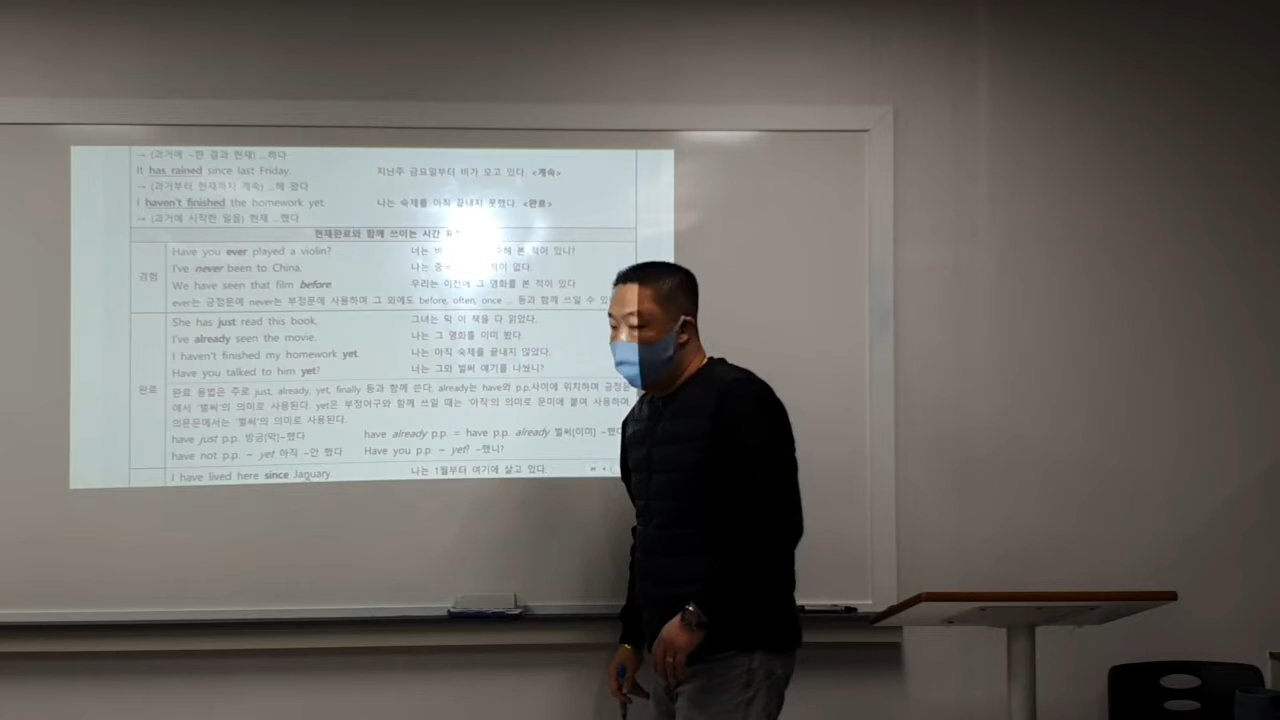 → (과거에 ~한 결과 현재) …하다
It has rained since last Friday. 지난주 금요일부터 비가 오고 있다. <계속>
→ (과거부터 현재까지 계속) …해 왔다
I haven't finished the homework yet. 나는 숙제를 아직 끝내지 못했다. <완료>
→ (과거에 시작한 일을) 현재 …했다
현재완료와 함께 쓰이는 시간
경험
Have you ever played a violin? 너는 해 본 적이 있니?
I've never been to China. 나는 적이 없다.
We have seen that film before. 우리는 이전에 그 영화를 본 적이 있다
ever는 긍정문에 never는 부정문에 사용하며 그 외에도 before, often, once … 등과 함께 쓰일 수
완료
She has just read this book. 그녀는 막 이 책을 다 읽었다.
I've already seen the movie. 나는 그 영화를 이미 봤다.
I haven't finished my homework yet 나는 아직 숙제를 끝내지 않았다.
Have you talked to him yet? 너는 그와 벌써 얘기를 나눴니?
완료 용법은 주로 just, already, yet, finally 등과 함께 쓴다. already는 have와 p.p.사이에 위치하며 긍정문
에서 '벌써'의 의미로 사용된다. yet은 부정어구와 함께 쓰일 때는 '아직'의 의미로 문미에 붙여 사용하며
의문문에서는 '벌써'의 의미로 사용된다.
have just p.p. 방금(막)~했다 have already p.p. = have p.p. already 벌써(이미) ~했다
have not p.p. ~ yet 아직 ~안 했다 Have you p.p. ~ yet? ~했니?
I have lived here since January. 나는 1월부터 여기에 살고 있다.